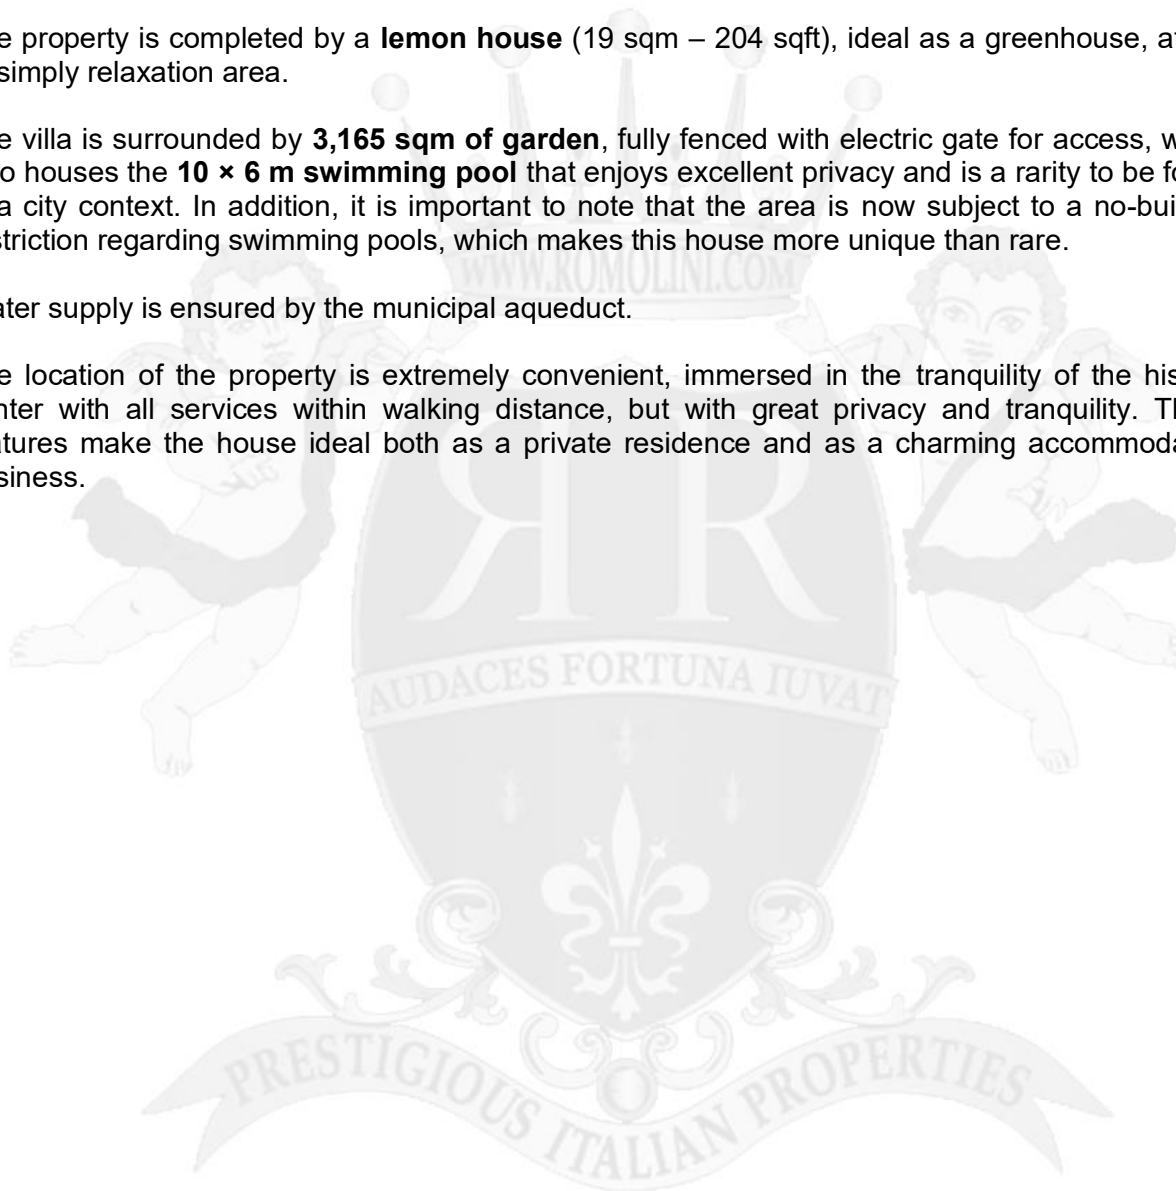 e property is completed by a lemon house (19 sqm – 204 sqft), ideal as a greenhouse, a
simply relaxation area.
e villa is surrounded by 3,165 sqm of garden, fully fenced with electric gate for access, w
o houses the 10 × 6 m swimming pool that enjoys excellent privacy and is a rarity to be fo
a city context. In addition, it is important to note that the area is now subject to a no-bui
striction regarding swimming pools, which makes this house more unique than rare.
ater supply is ensured by the municipal aqueduct.
e location of the property is extremely convenient, immersed in the tranquility of the his
nter with all services within walking distance, but with great privacy and tranquility. Th
atures make the house ideal both as a private residence and as a charming accommoda
siness.
WWW.ROMOLINI.COM
RR
AUDACES FORTUNA IUVAT
PRESTIGIOUS ITALIAN PROPERTIES